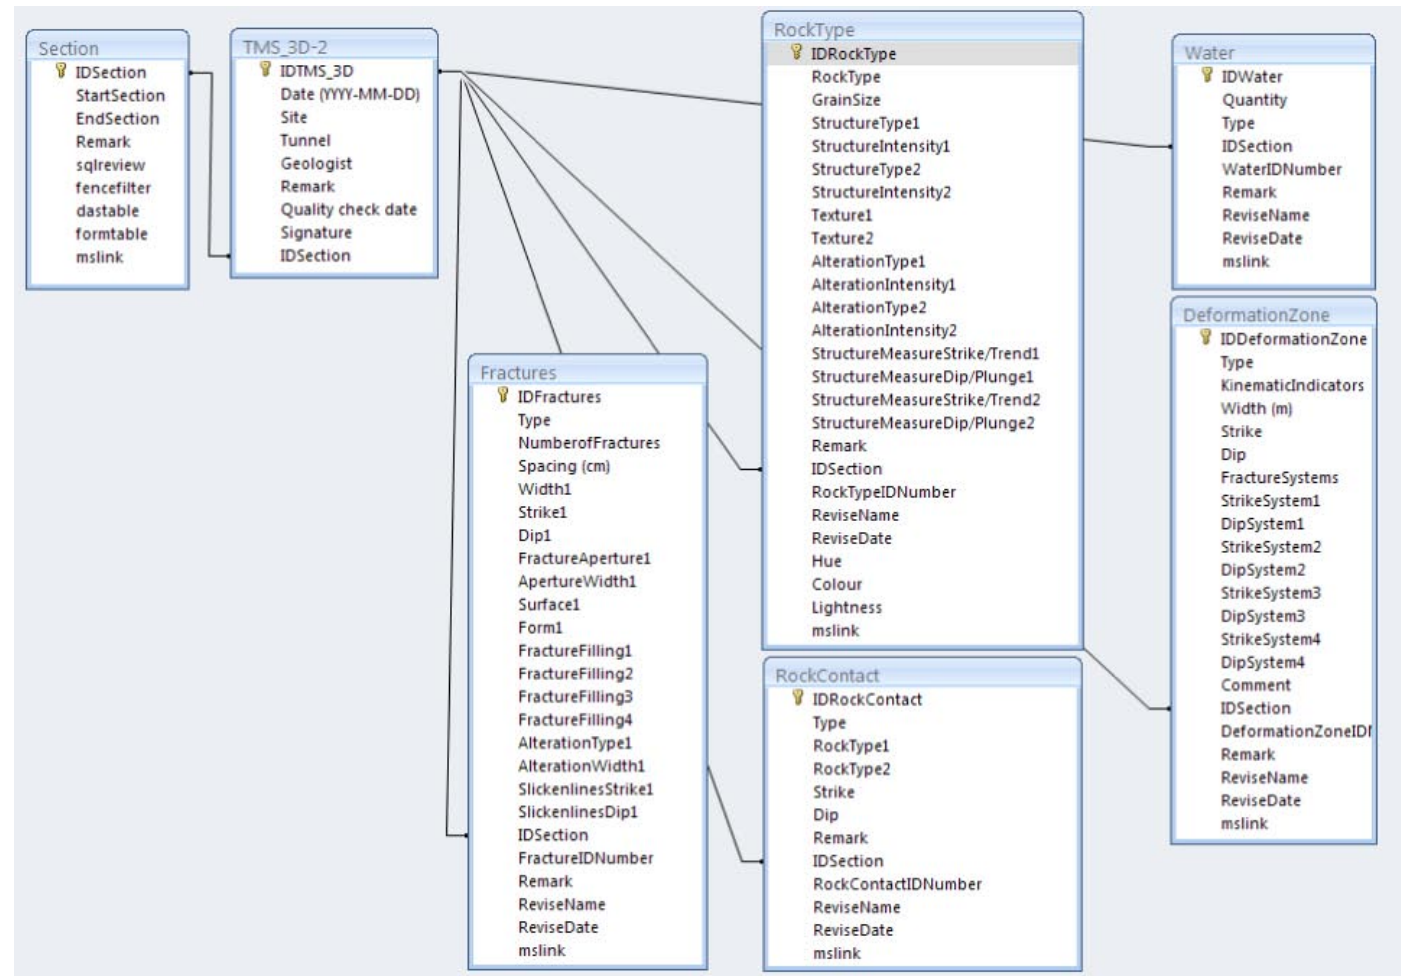 Section
IDSection
StartSection
EndSection
Remark
sqlreview
fencefilter
dastable
formtable
mslink
TMS_3D-2
IDTMS_3D
Date (YYYY-MM-DD)
Site
Tunnel
Geologist
Remark
Quality check date
Signature
IDSection
Fractures
IDFractures
Type
NumberofFractures
Spacing (cm)
Width1
Strike1
Dip1
FractureAperture1
ApertureWidth1
Surface1
Form1
FractureFilling1
FractureFilling2
FractureFilling3
FractureFilling4
AlterationType1
AlterationWidth1
SlickenlinesStrike1
SlickenlinesDip1
IDSection
FractureIDNumber
Remark
ReviseName
ReviseDate
mslink
RockType
IDRockType
RockType
GrainSize
StructureType1
StructureIntensity1
StructureType2
StructureIntensity2
Texture1
Texture2
AlterationType1
AlterationIntensity1
AlterationType2
AlterationIntensity2
StructureMeasureStrike/Trend1
StructureMeasureDip/Plunge1
StructureMeasureStrike/Trend2
StructureMeasureDip/Plunge2
Remark
IDSection
RockTypeIDNumber
ReviseName
ReviseDate
Hue
Colour
Lightness
mslink
RockContact
IDRockContact
Type
RockType1
RockType2
Strike
Dip
Remark
IDSection
RockContactIDNumber
ReviseName
ReviseDate
mslink
Water
IDWater
Quantity
Type
IDSection
WaterIDNumber
Remark
ReviseName
ReviseDate
mslink
DeformationZone
IDDeformationZone
Type
KinematicIndicators
Width (m)
Strike
Dip
FractureSystems
StrikeSystem1
DipSystem1
StrikeSystem2
DipSystem2
StrikeSystem3
DipSystem3
StrikeSystem4
DipSystem4
Comment
IDSection
DeformationZoneID
Remark
ReviseName
ReviseDate
mslink